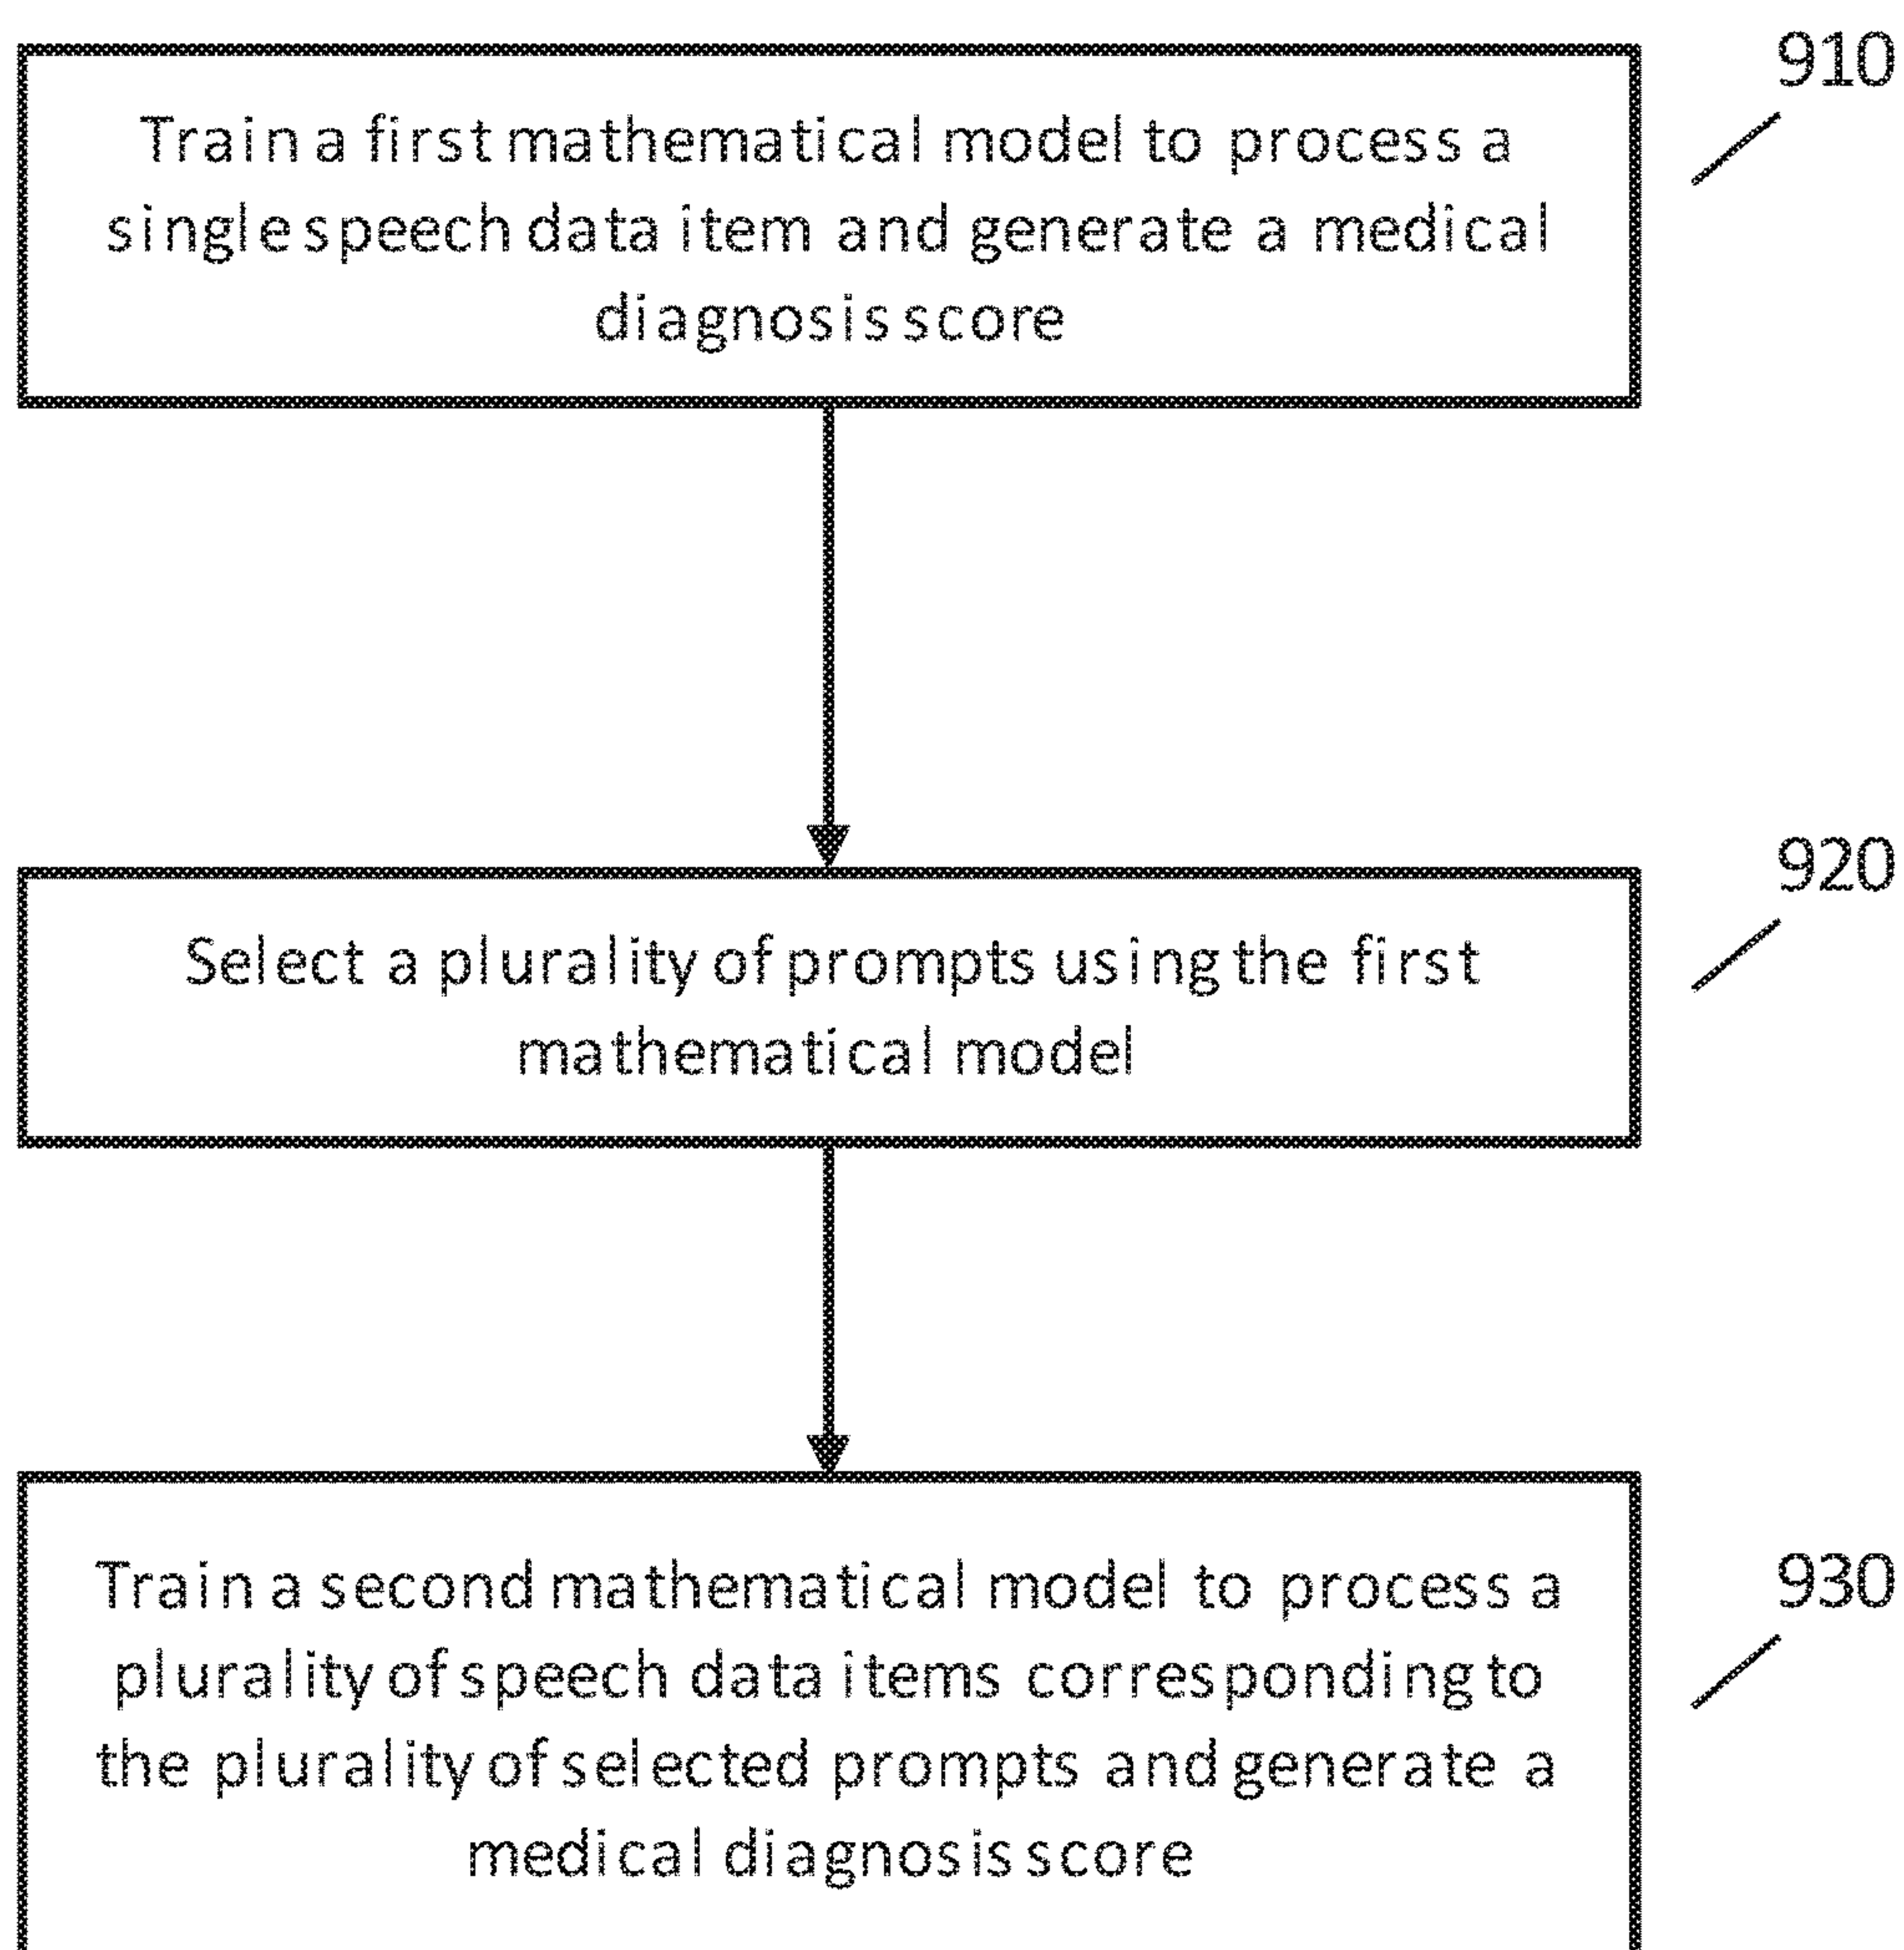 910
Train a first mathematical model to process a
single speech data item and generate a medical
diagnosis score
920
Select a plurality of prompts using the first
mathematical model
930
Train a second mathematical model to process a
plurality of speech data items corresponding to
the plurality of selected prompts and generate a
medical diagnosis score